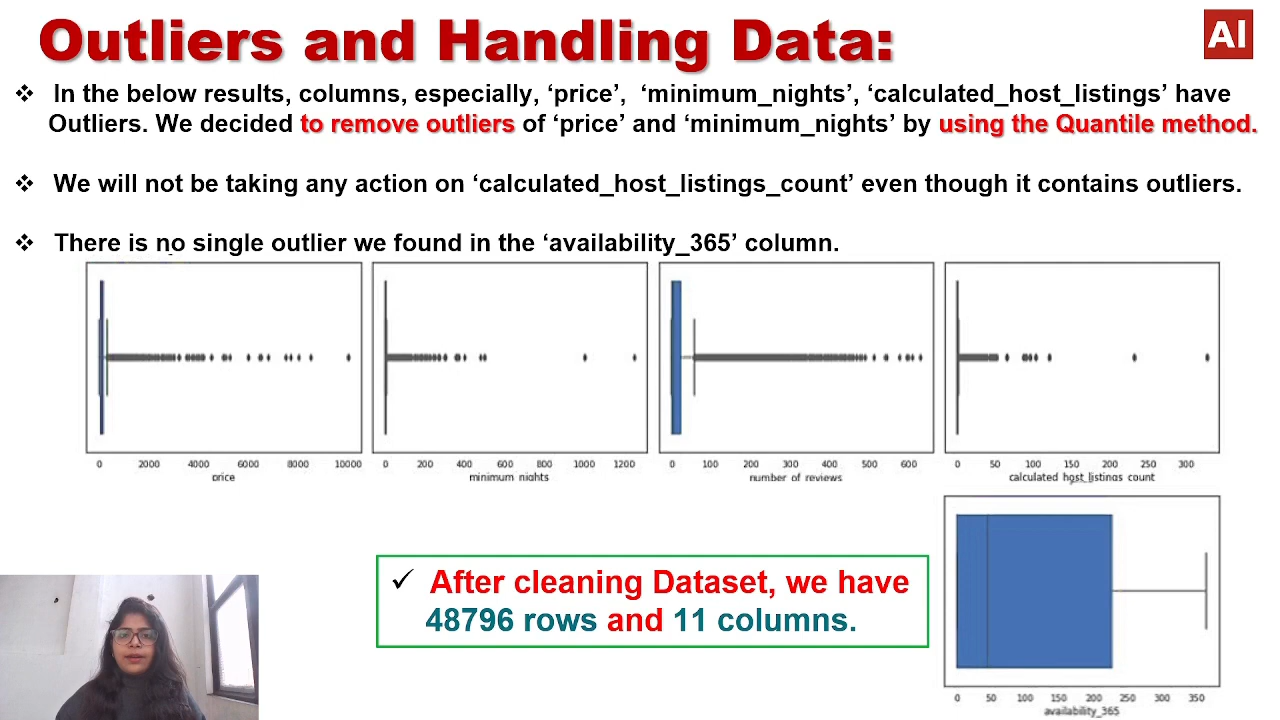 Outliers and Handling Data:
AI
❖ In the below results, columns, especially, ‘price’, ‘minimum_nights’, ‘calculated_host_listings’ have
Outliers. We decided to remove outliers of ‘price’ and ‘minimum_nights’ by using the Quantile method.
❖ We will not be taking any action on ‘calculated_host_listings_count’ even though it contains outliers.
❖ There is no single outlier we found in the ‘availability_365’ column.
0 2000 4000 6000 8000 10000
price
0 200 400 600 800 1000 1200
minimum_nights
0 100 200 300 400 500 600
number_of_reviews
0 50 100 150 200 250 300
calculated_host_listings_count
✓ After cleaning Dataset, we have
48796 rows and 11 columns.
0 50 100 150 200 250 300 350
availability_365